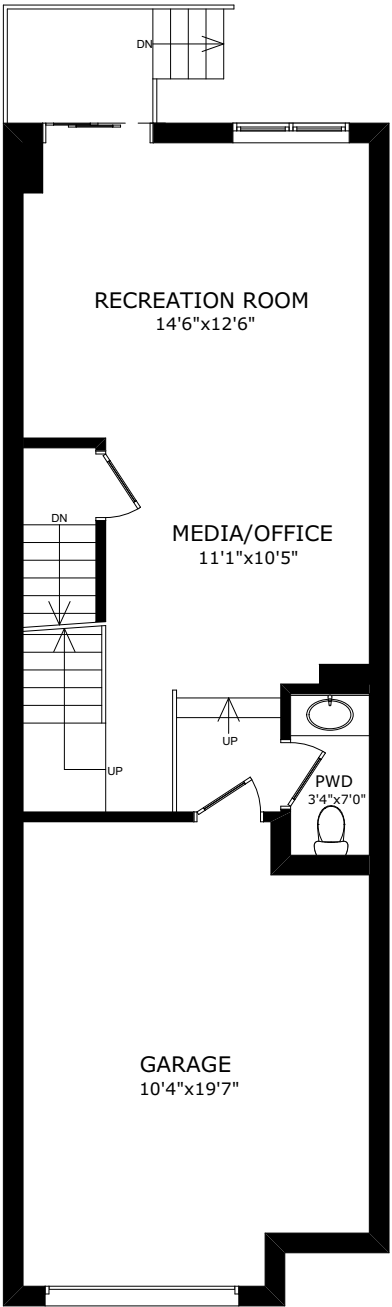 DN
RECREATION ROOM
14'6"x12'6"
DN
MEDIA/OFFICE
11'1"x10'5"
UP
UP
PWD
3'4"x7'0"
GARAGE
10'4"x19'7"